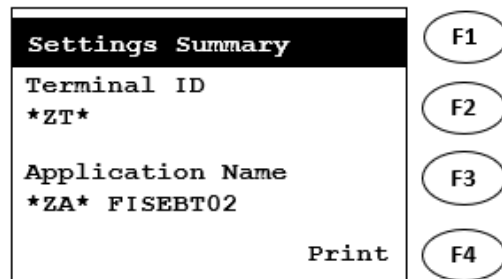 Settings Summary
F1
Terminal ID
*ZT*
F2
Application Name
F3
*ZA* FISEBT02
Print
F4